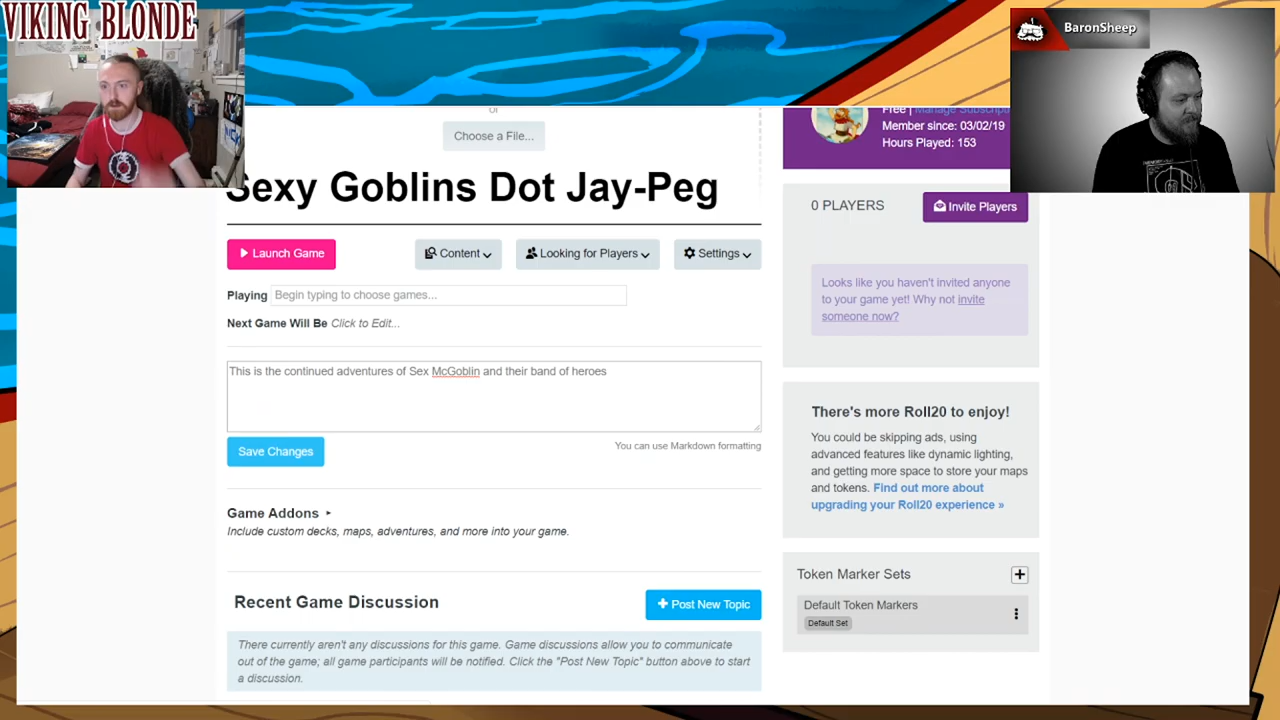 VIKING BLONDE
BaronSheep
or
Choose a File...
Sexy Goblins Dot Jay-Peg
Launch Game
Content
Looking for Players
Settings
Playing Begin typing to choose games...
Next Game Will Be Click to Edit...
This is the continued adventures of Sex McGoblin and their band of heroes
Save Changes
You can use Markdown formatting
Game Addons
Include custom decks, maps, adventures, and more into your game.
Recent Game Discussion
Post New Topic
There currently aren't any discussions for this game. Game discussions allow you to communicate
out of the game; all game participants will be notified. Click the "Post New Topic" button above to start
a discussion.
Free | Manage Subscrip
Member since: 03/02/19
Hours Played: 153
0 PLAYERS
Invite Players
Looks like you haven't invited anyone
to your game yet! Why not invite
someone now?
There's more Roll20 to enjoy!
You could be skipping ads, using
advanced features like dynamic lighting,
and getting more space to store your maps
and tokens. Find out more about
upgrading your Roll20 experience »
Token Marker Sets
Default Token Markers
Default Set